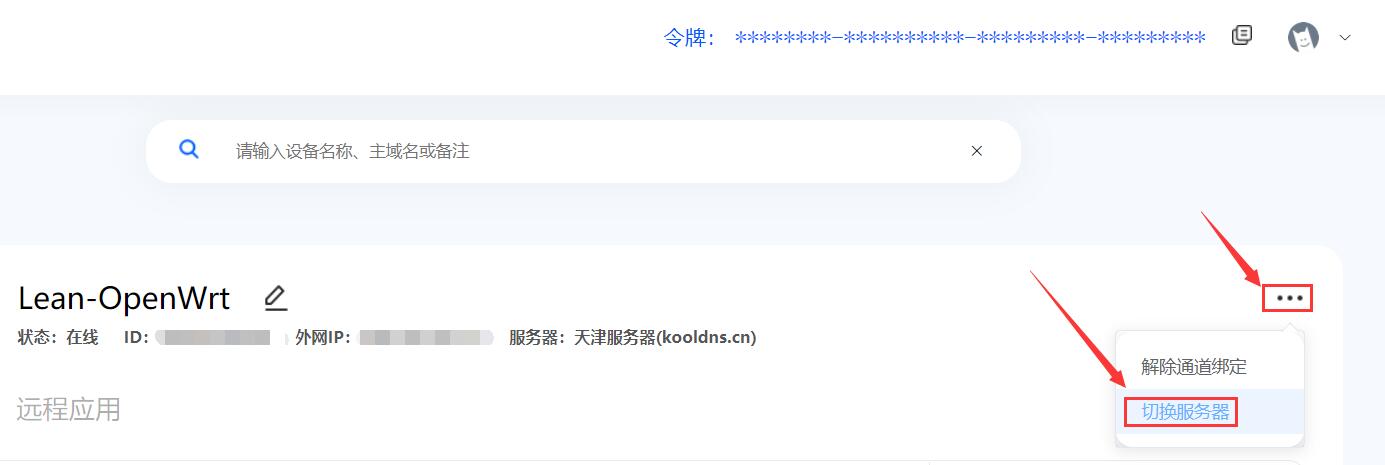 令牌： ********-**********-*********-*********
请输入设备名称、主域名或备注
Lean-OpenWrt
状态：在线 ID： 外网IP： 服务器：天津服务器(kooldns.cn)
解除通道绑定
远程应用
切换服务器